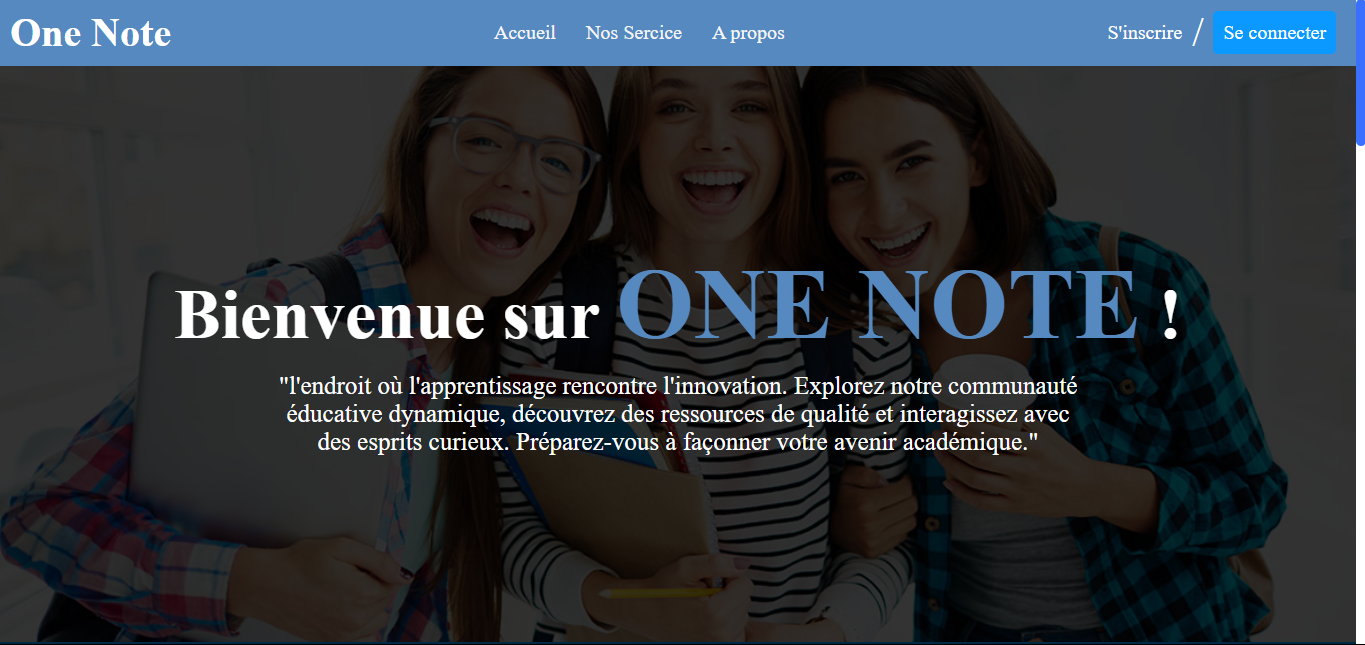 One Note
Accueil
Nos Sercice
A propos
S'inscrire /
Se connecter
Bienvenue sur ONE NOTE !
"l'endroit où l'apprentissage rencontre l'innovation. Explorez notre communauté
éducative dynamique, découvrez des ressources de qualité et interagissez avec
des esprits curieux. Préparez-vous à façonner votre avenir académique."